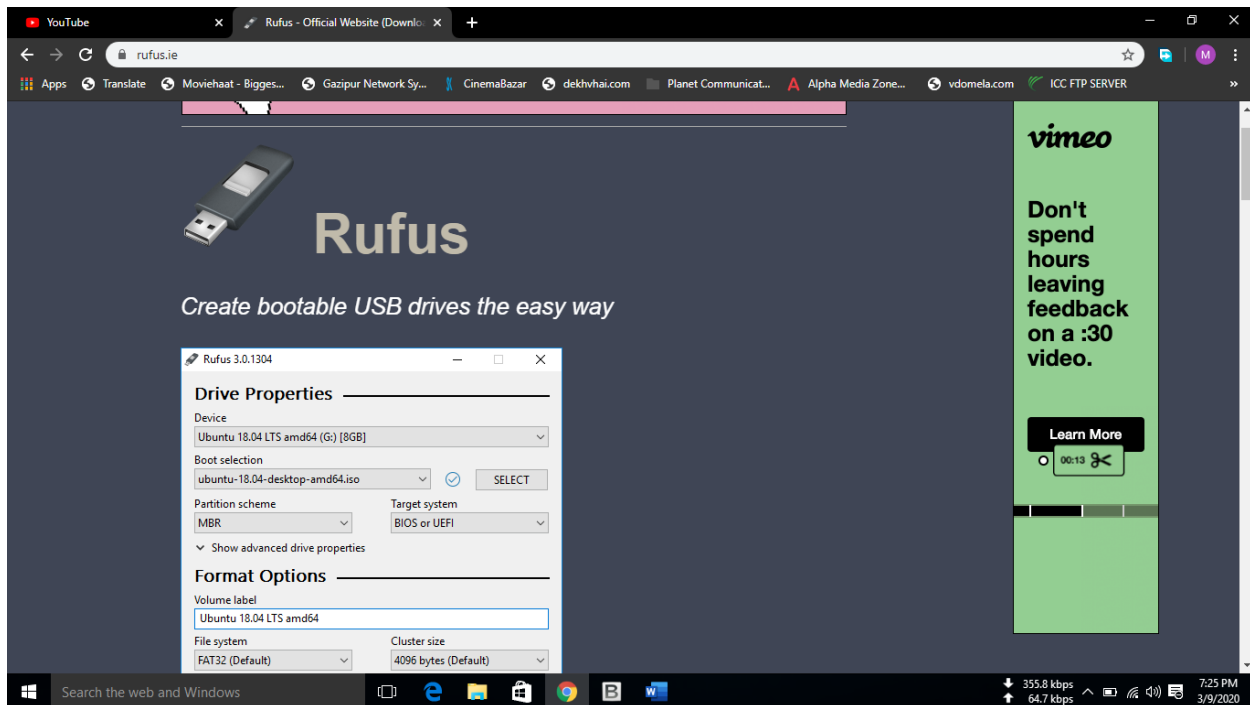 YouTube
Rufus - Official Website (Downlo
rufus.ie
M
Apps
Translate
Moviehaat - Bigges...
Gazipur Network Sy...
CinemaBazar
dekhvhai.com
Planet Communicat...
Alpha Media Zone...
vdomela.com
ICC FTP SERVER
»
Rufus
Create bootable USB drives the easy way
Rufus 3.0.1304
Drive Properties
Device
Ubuntu 18.04 LTS amd64 (G:) [8GB]
Boot selection
ubuntu-18.04-desktop-amd64.iso
SELECT
Partition scheme
Target system
MBR
BIOS or UEFI
Show advanced drive properties
Format Options
Volume label
Ubuntu 18.04 LTS amd64
File system
Cluster size
FAT32 (Default)
4096 bytes (Default)
vimeo
Don't
spend
hours
leaving
feedback
on a :30
video.
Learn More
00:13
Search the web and Windows
B
W
355.8 kbps
64.7 kbps
7:25 PM
3/9/2020